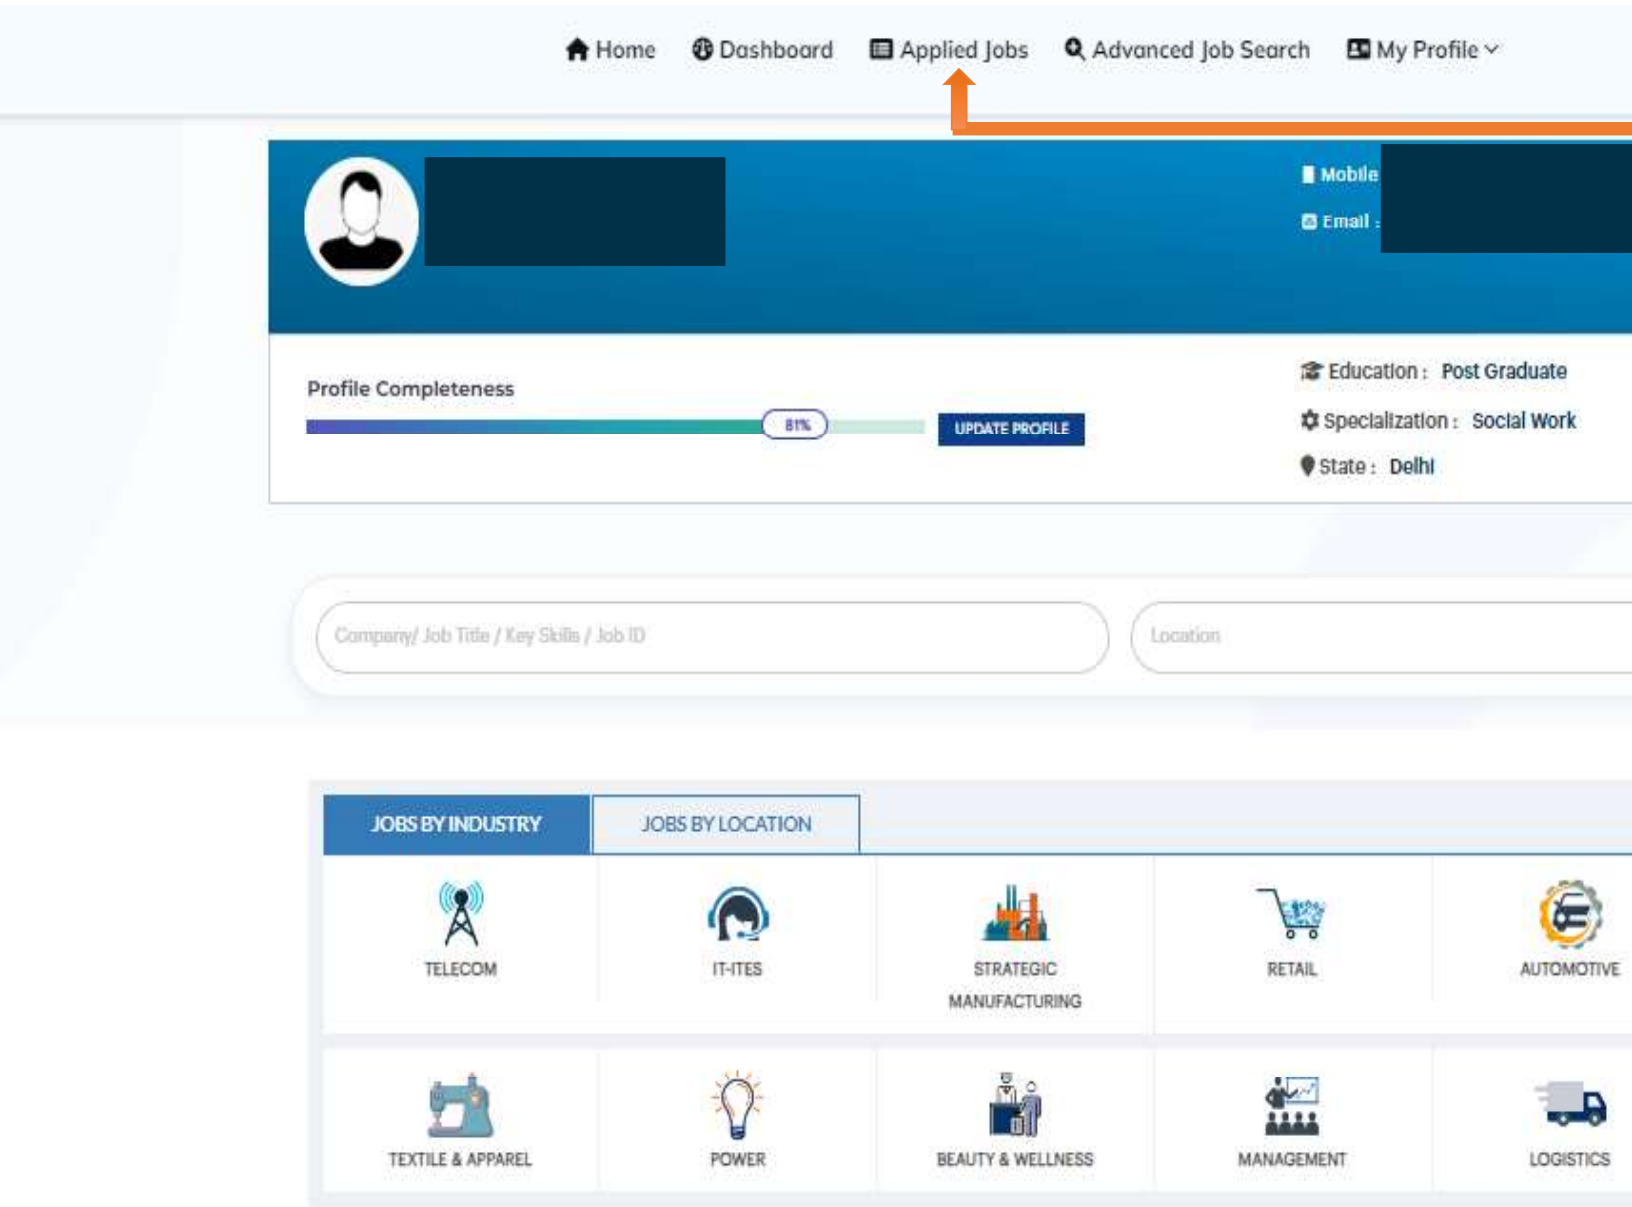 Home Dashboard Applied Jobs Advanced Job Search My Profile
Mobile
Email :
Profile Completeness
81%
UPDATE PROFILE
Education : Post Graduate
Specialization : Social Work
State : Delhi
Company/ Job Title / Key Skills / Job ID
Location
JOBS BY INDUSTRY JOBS BY LOCATION
TELECOM IT-ITES STRATEGIC RETAIL AUTOMOTIVE
MANUFACTURING
TEXTILE & APPAREL POWER BEAUTY & WELLNESS MANAGEMENT LOGISTICS